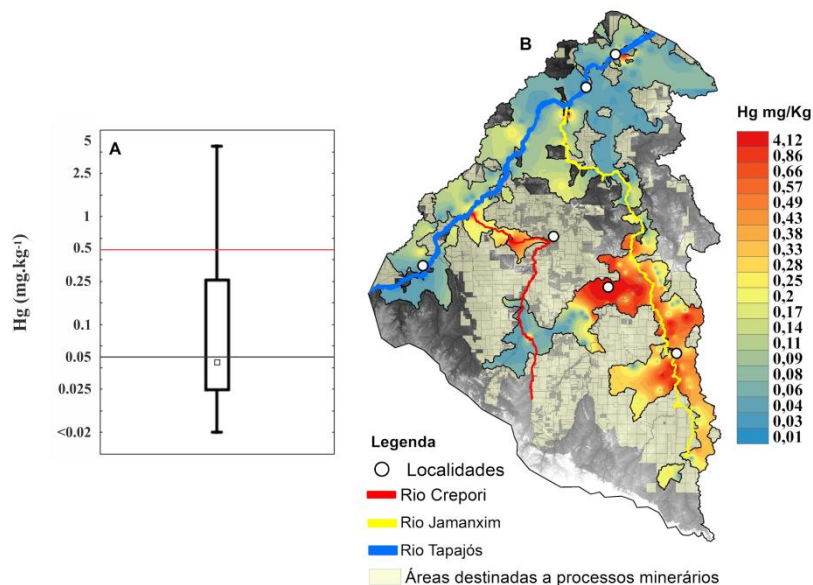 A
Hg (mg.kg-1)
5
2.5
1
0.5
0.25
0.1
0.05
0.025
<0.02
B
Hg mg/Kg
4,12
0,86
0,66
0,57
0,49
0,43
0,38
0,33
0,28
0,25
0,2
0,17
0,14
0,11
0,09
0,08
0,06
0,04
0,03
0,01
Legenda
Localidades
Rio Crepori
Rio Jamanxim
Rio Tapajós
Áreas destinadas a processos minerários